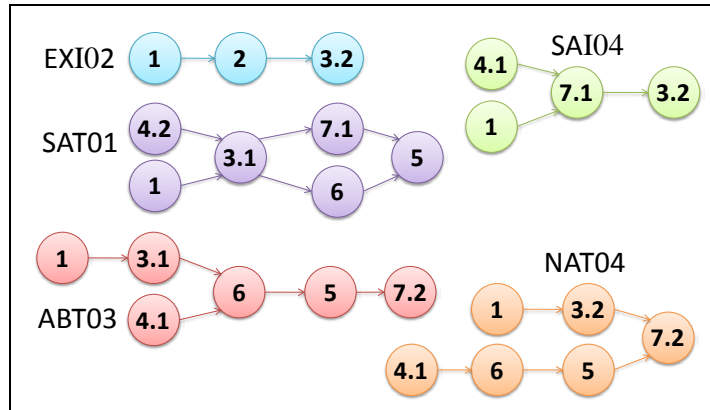 EXI02
1 2 3.2
SAI04
4.1
7.1 3.2
1
SAT01
4.2 7.1
3.1 5
1 6
ABT03
1 3.1
6 5 7.2
4.1
NAT04
1 3.2
7.2
4.1 6 5